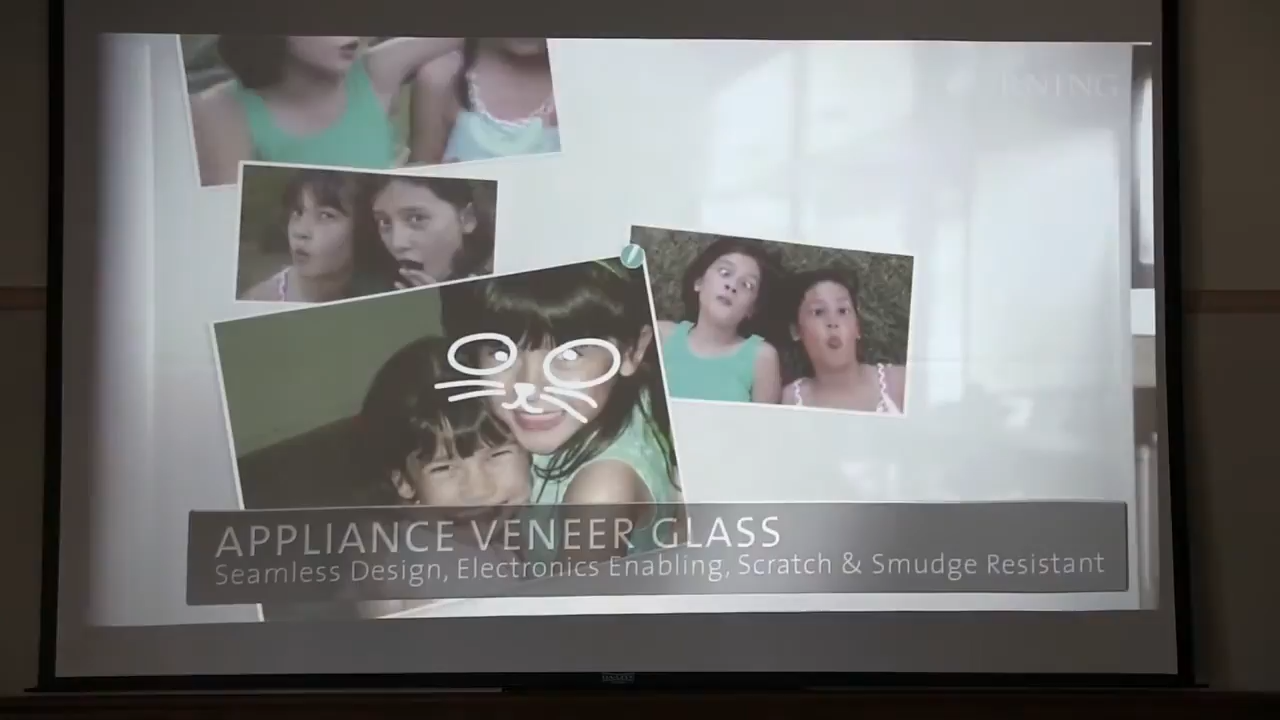 APPLIANCE VENEER GLASS
Seamless Design, Electronics Enabling, Scratch & Smudge Resistant